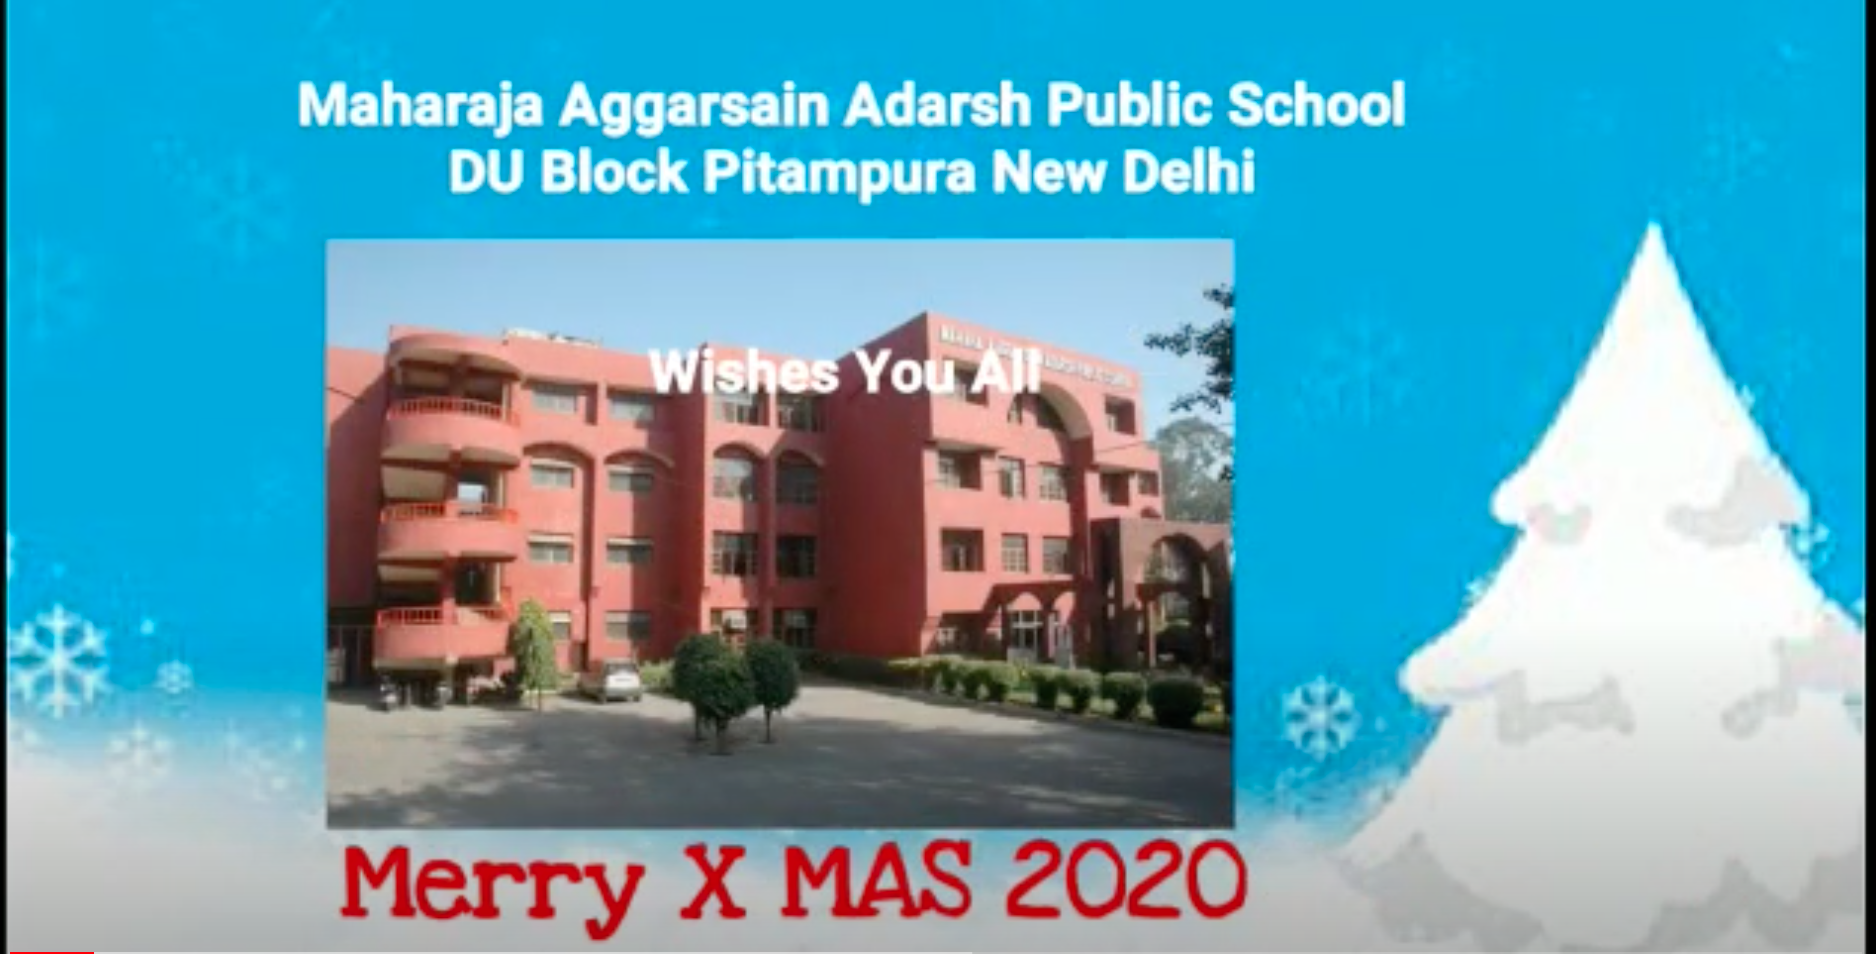 Maharaja Aggarsain Adarsh Public School
DU Block Pitampura New Delhi
Wishes You All
Merry X MAS 2020